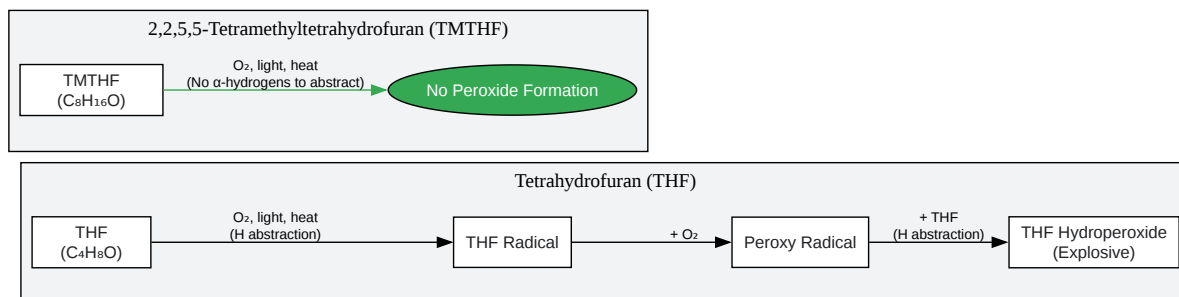 2,2,5,5-Tetramethyltetrahydrofuran (TMTHF)
TMTHF
(C₈H₁₆O)
O₂, light, heat
(No α-hydrogens to abstract)
No Peroxide Formation
Tetrahydrofuran (THF)
THF
(C₄H₈O)
O₂, light, heat
(H abstraction)
THF Radical
+ O₂
Peroxy Radical
+ THF
(H abstraction)
THF Hydroperoxide
(Explosive)